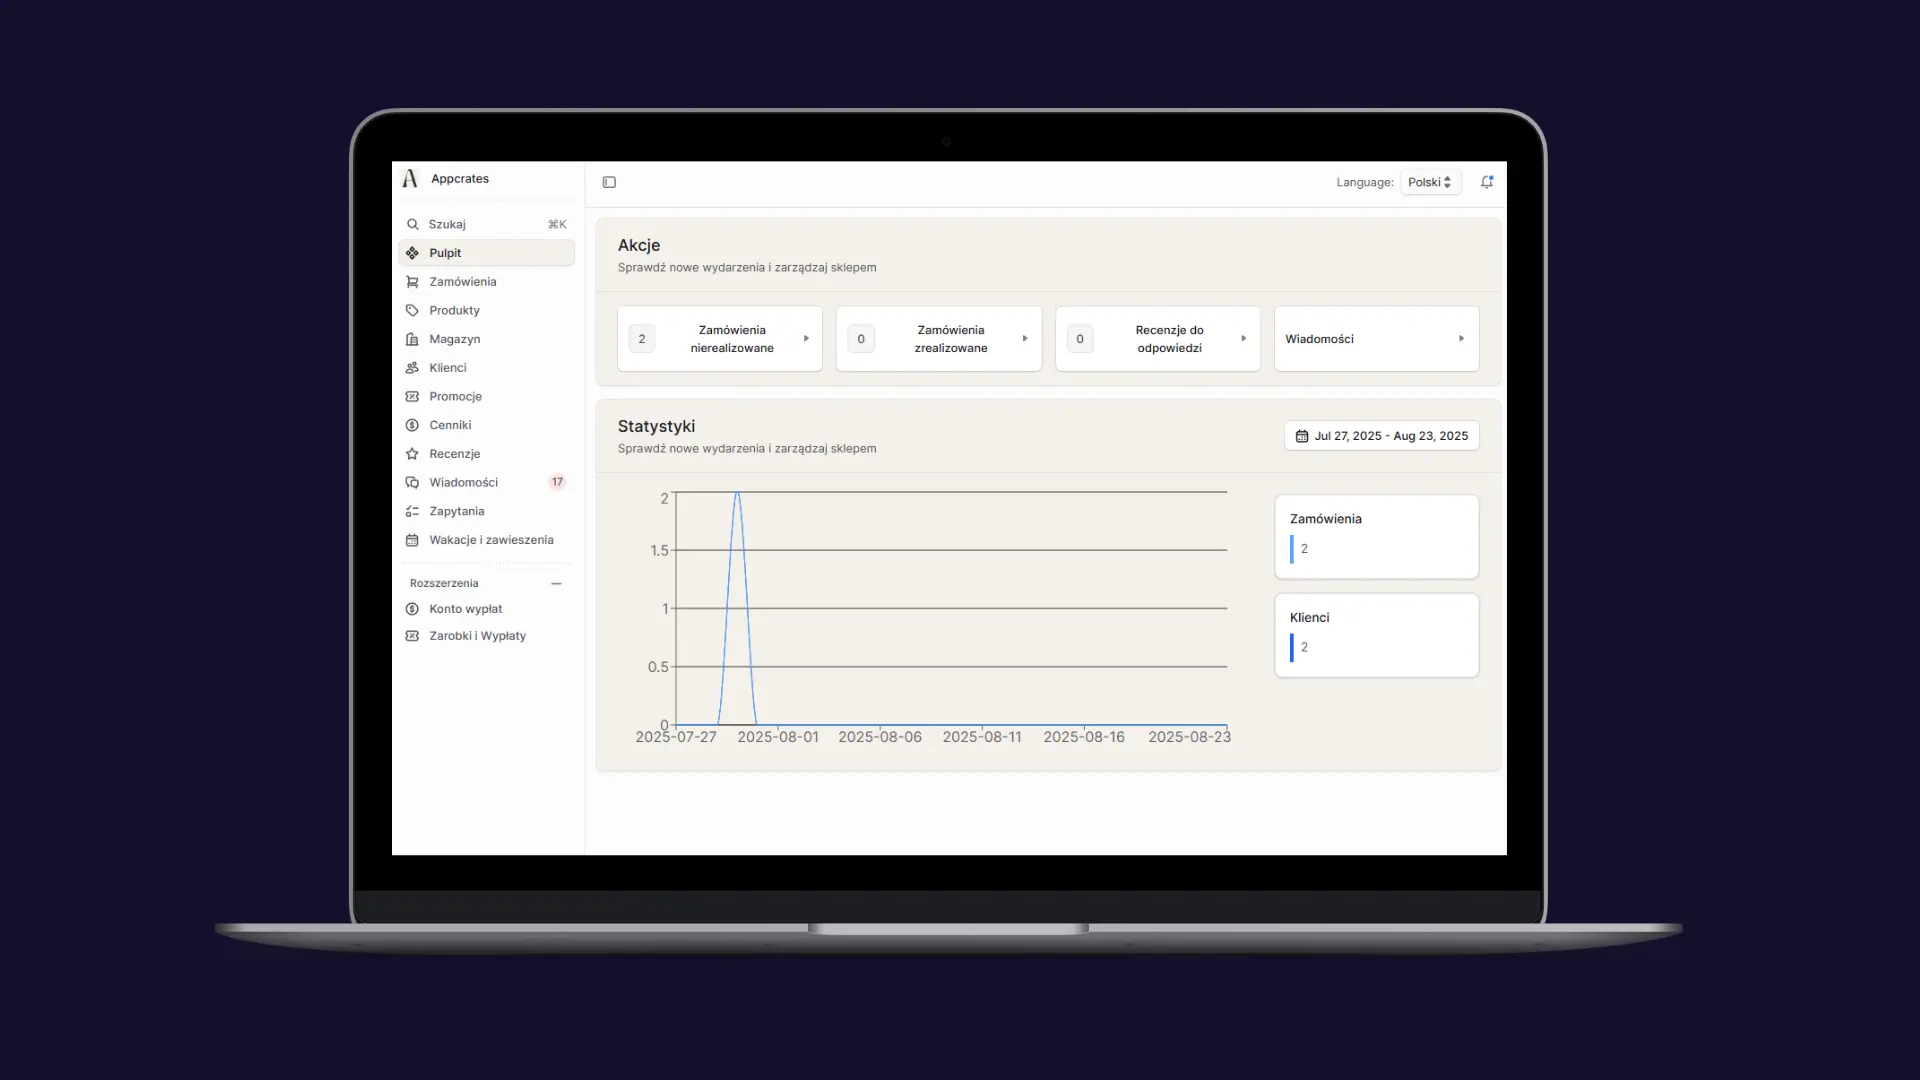 Appcrates
Szukaj ⌘K
Pulpit
Zamówienia
Produkty
Magazyn
Klienci
Promocje
Cenniki
Recenzje
Wiadomości 17
Zapytania
Wakacje i zawieszenia
Rozszerzenia
Konto wypłat
Zarobki i Wypłaty
Language: Polski
Akcje
Sprawdź nowe wydarzenia i zarządzaj sklepem
2 Zamówienia
nierealizowane
0 Zamówienia
zrealizowane
0 Recenzje do
odpowiedzi
Wiadomości
Statystyki
Sprawdź nowe wydarzenia i zarządzaj sklepem
Jul 27, 2025 - Aug 23, 2025
2
1.5
1
0.5
0
2025-07-27 2025-08-01 2025-08-06 2025-08-11 2025-08-16 2025-08-23
Zamówienia
2
Klienci
2